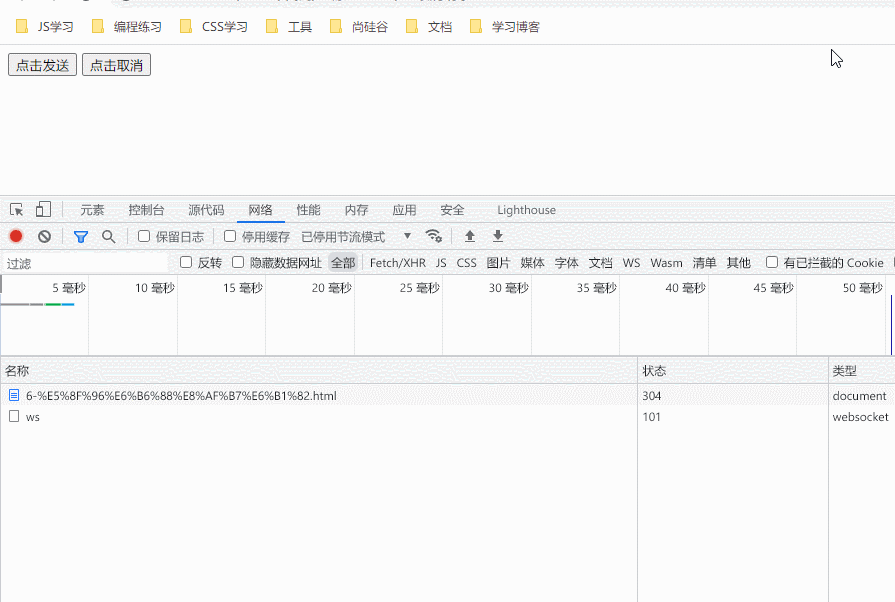 JS学习 编程练习 CSS学习 工具 尚硅谷 文档 学习博客
点击发送 点击取消
元素 控制台 源代码 网络 性能 内存 应用 安全 Lighthouse
保留日志 停用缓存 已停用节流模式
过滤 反转 隐藏数据网址 全部 Fetch/XHR JS CSS 图片 媒体 字体 文档 WS Wasm 清单 其他 有已拦截的 Cookie
5 毫秒 10 毫秒 15 毫秒 20 毫秒 25 毫秒 30 毫秒 35 毫秒 40 毫秒 45 毫秒 50 毫秒
名称 状态 类型
6-%E5%8F%96%E6%B6%88%E8%AF%B7%E6%B1%82.html 304 document
ws 101 websocket